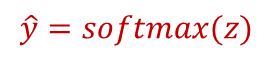 ŷ = softmax(z)